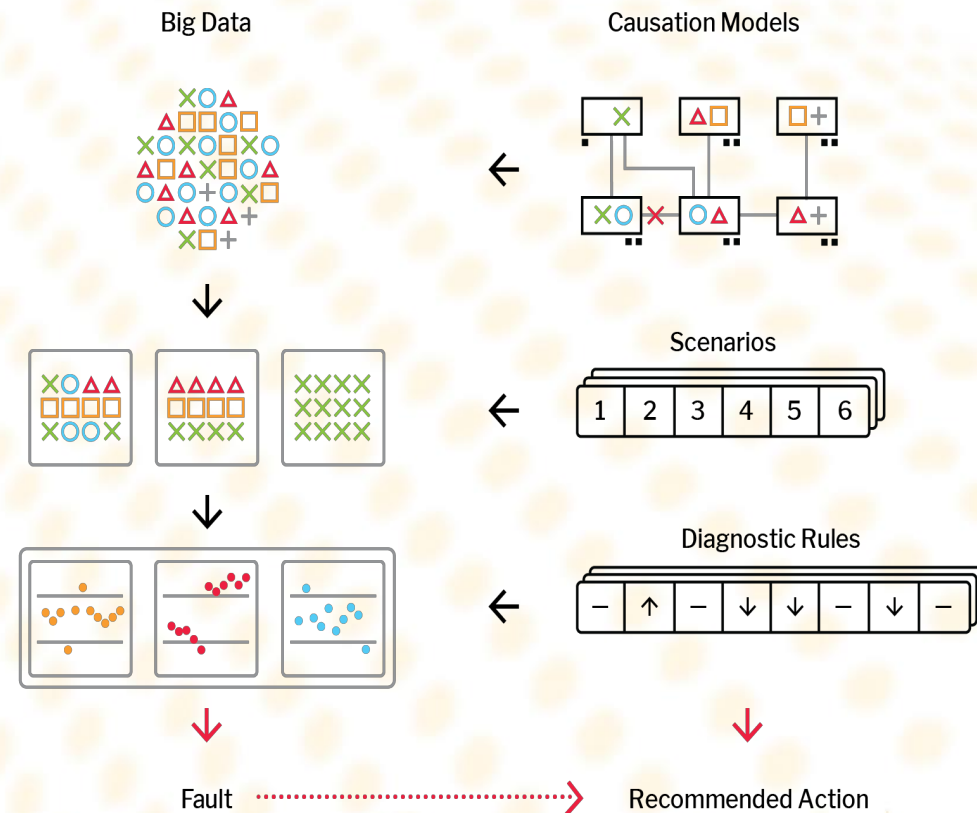 Big Data
Causation Models
Scenarios
1 2 3 4 5 6
Diagnostic Rules
– ↑ – ↓ ↓ – ↓ –
Fault
Recommended Action